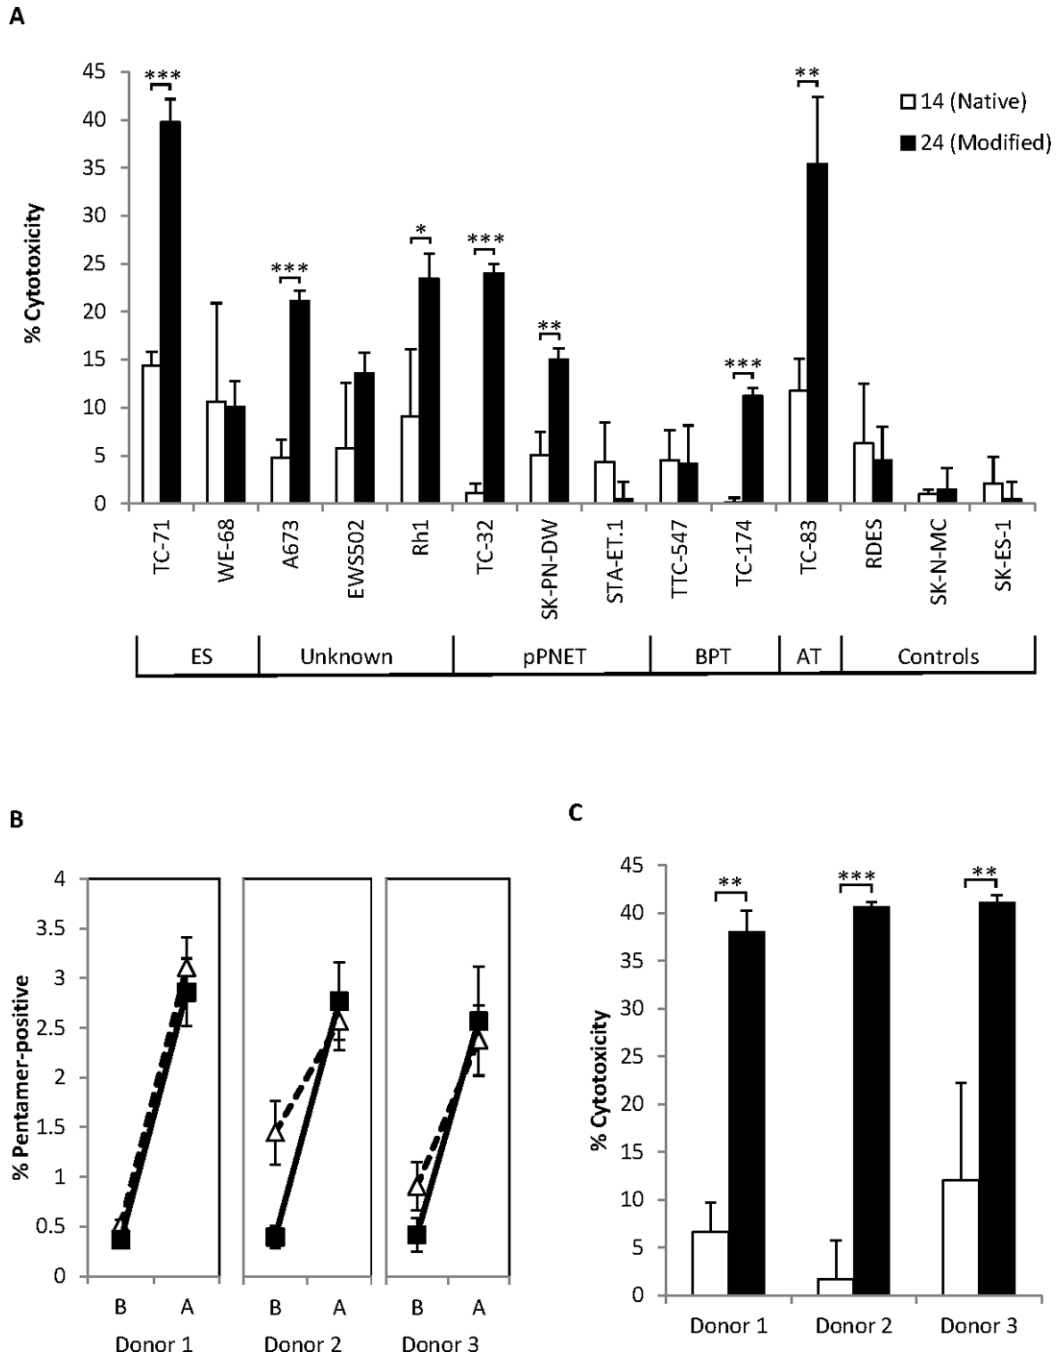 A
% Cytotoxicity
45
40
35
30
25
20
15
10
5
0
***
***
*
***
**
***
**
14 (Native)
24 (Modified)
TC-71
WE-68
A673
EWS502
Rh1
TC-32
SK-PN-DW
STA-ET.1
TTC-547
TC-174
TC-83
RDES
SK-N-MC
SK-ES-1
ES
Unknown
pPNET
BPT
AT
Controls
B
% Pentamer-positive
4
3.5
3
2.5
2
1.5
1
0.5
0
B A B A B A
Donor 1 Donor 2 Donor 3
C
% Cytotoxicity
45
40
35
30
25
20
15
10
5
0
**
***
**
Donor 1 Donor 2 Donor 3